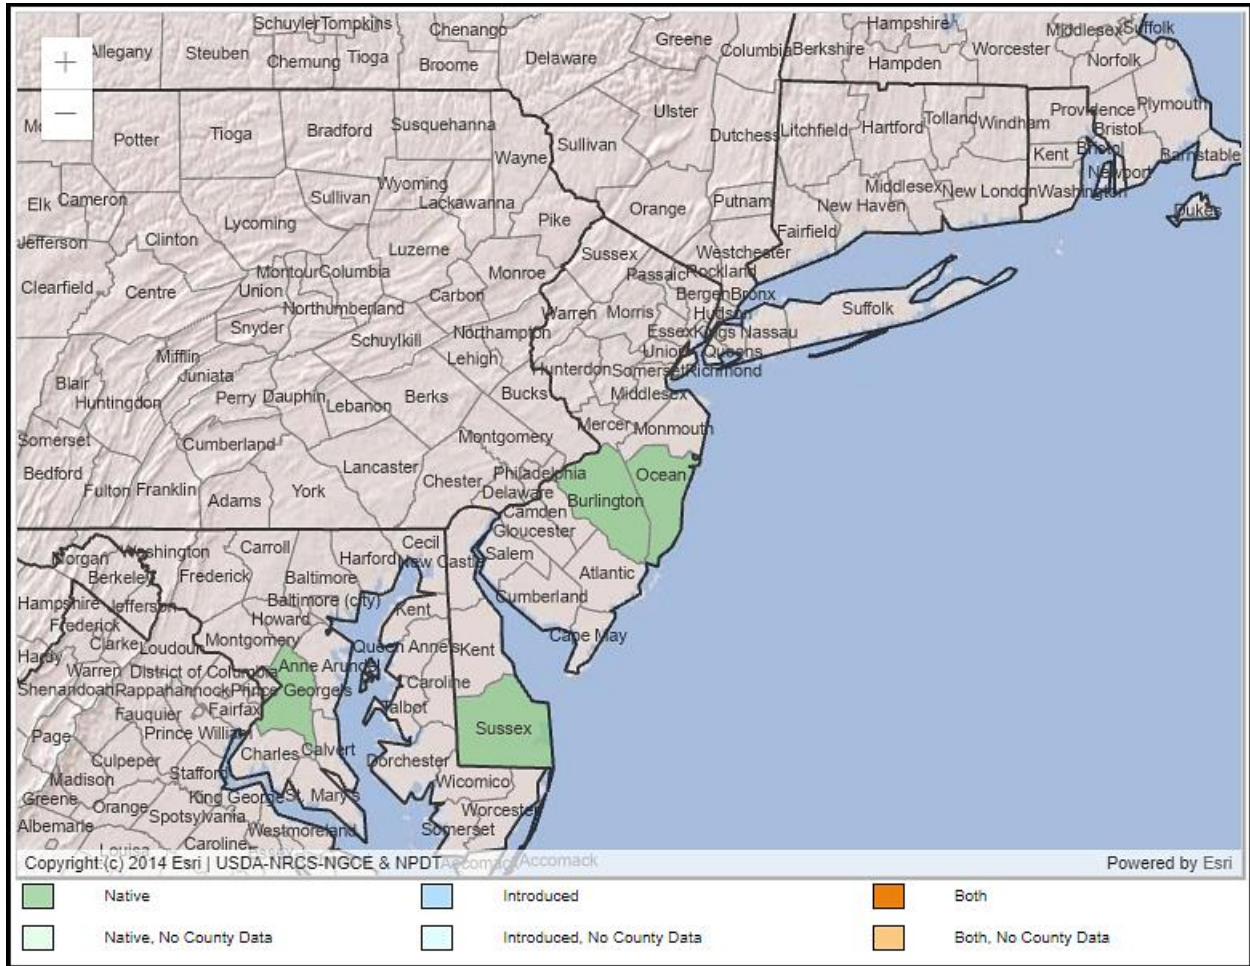 Schuyler Tompkins Chenango Greene Hampshire Middlesex Suffolk
+ Allegany Steuben Chemung Tioga Broome Delaware Columbia Berkshire Hampden Worcester Norfolk
−
Potter Tioga Bradford Susquehanna Ulster Dutchess Litchfield Hartford Tolland Windham Providence Plymouth
Wayne Sullivan Bristol Kent Bristol Barnstable
Elk Cameron Sullivan Wyoming Lackawanna Pike Orange Putnam Middlesex New London Washington Newport
Lycoming New Haven Dukes
Jefferson Clinton Luzerne Sussex Westchester Fairfield
Clearfield Centre Montour Columbia Monroe Passaic Rockland
Union Carbon Bergen Bronx
Northumberland Warren Morris Hudson Suffolk
Snyder Schuylkill Northampton Essex Kings Nassau
Mifflin Lehigh Union Queens
Juniata Hunterdon Somerset Richmond
Blair Huntingdon Perry Dauphin Lebanon Berks Bucks Middlesex
Somerset Cumberland Montgomery Mercer Monmouth
Bedford Lancaster Philadelphia Ocean
Fulton Franklin Adams York Chester Delaware Burlington
Camden
Gloucester
Morgan Washington Carroll Harford Cecil New Castle Salem
Berkeley Frederick Baltimore Atlantic
Hampshire Jefferson Baltimore (city) Kent Cumberland
Frederick Howard
Clarke Loudoun Montgomery Queen Anne's Kent Cape May
Hardy Warren District of Columbia Anne Arundel
Shenandoah Rappahannock Prince George's Caroline
Fauquier Fairfax Talbot
Page Prince William Sussex
Culpeper Charles Calvert Dorchester
Madison Stafford Wicomico
Greene Orange King George St. Mary's
Albemarle Spotsylvania Worcester
Westmoreland Somerset
Louisa Caroline Essex
Copyright:(c) 2014 Esri | USDA-NRCS-NGCE & NPDT Accomack Accomack Powered by Esri
Native Introduced Both
Native, No County Data Introduced, No County Data Both, No County Data